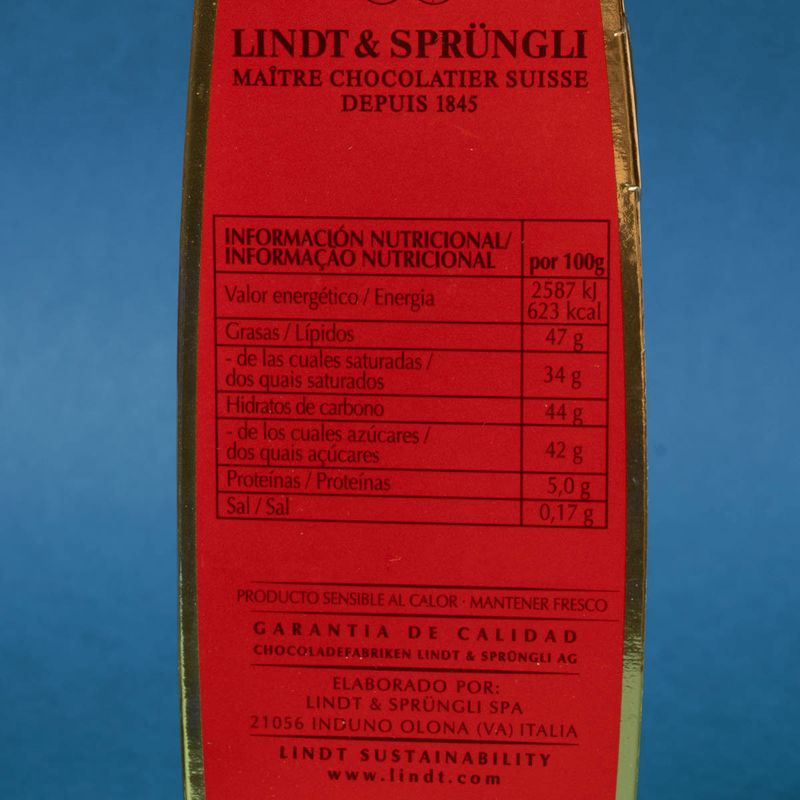 LINDT & SPRÜNGLI
MAÎTRE CHOCOLATIER SUISSE
DEPUIS 1845
INFORMACIÓN NUTRICIONAL/
INFORMAÇÃO NUTRICIONAL
por 100g
Valor energético / Energia
2587 kJ
623 kcal
Grasas / Lípidos
47 g
- de las cuales saturadas /
dos quais saturados
34 g
Hidratos de carbono
44 g
- de los cuales azúcares /
dos quais açúcares
42 g
Proteínas / Proteínas
5,0 g
Sal / Sal
0,17 g
PRODUCTO SENSIBLE AL CALOR · MANTENER FRESCO
GARANTIA DE CALIDAD
CHOCOLADEFABRIKEN LINDT & SPRÜNGLI AG
ELABORADO POR:
LINDT & SPRÜNGLI SPA
21056 INDUNO OLONA (VA) ITALIA
LINDT SUSTAINABILITY
www.lindt.com